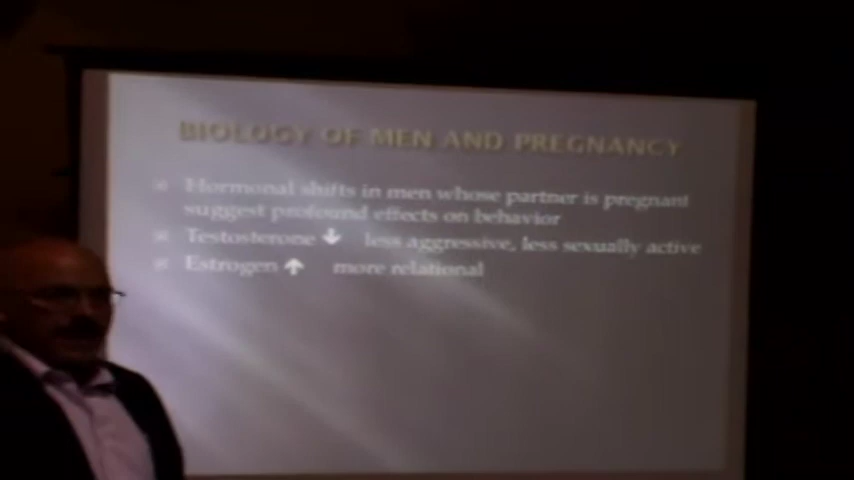 BIOLOGY OF MEN AND PREGNANCY
Hormonal shifts in men whose partner is pregnant
suggest profound effects on behavior
Testosterone ↓ less aggressive, less sexually active
Estrogen ↑ more relational